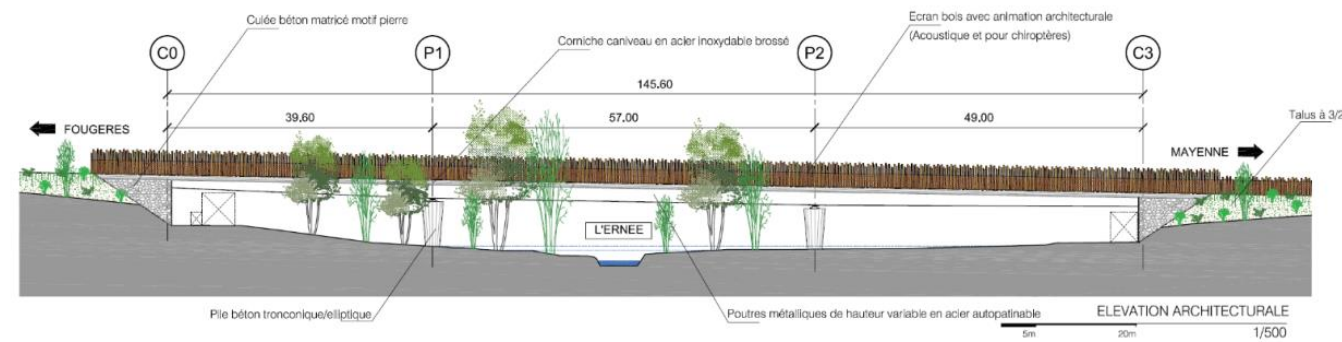 Culée béton matricé motif pierre
Ecran bois avec animation architecturale
(Acoustique et pour chiroptères)
Corniche caniveau en acier inoxydable brossé
C0
P1
P2
C3
145.60
39.60
57.00
49.00
Talus à 3/2
FOUGERES
MAYENNE
L'ERNEE
Pile béton tronconique/elliptique
Poutres métalliques de hauteur variable en acier autopatinable
ELEVATION ARCHITECTURALE
5m
20m
1/500